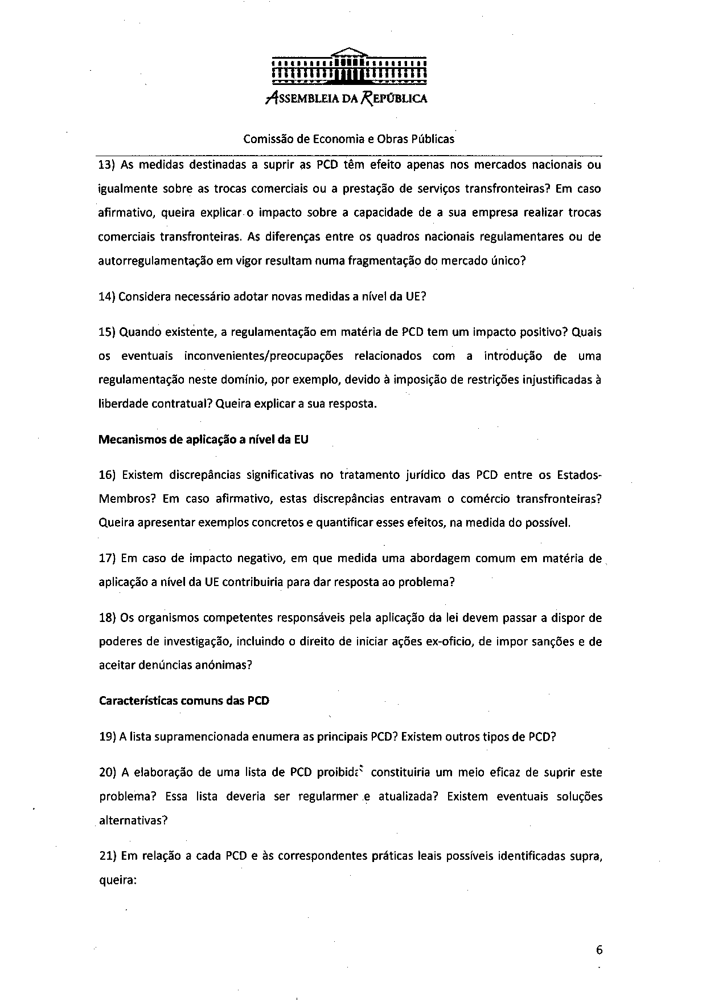 ASSEMBLEIA DA REPÚBLICA
Comissão de Economia e Obras Públicas
13) As medidas destinadas a suprir as PCD têm efeito apenas nos mercados nacionais ou
igualmente sobre as trocas comerciais ou a prestação de serviços transfronteiras? Em caso
afirmativo, queira explicar o impacto sobre a capacidade de a sua empresa realizar trocas
comerciais transfronteiras. As diferenças entre os quadros nacionais regulamentares ou de
autorregulamentação em vigor resultam numa fragmentação do mercado único?
14) Considera necessário adotar novas medidas a nível da UE?
15) Quando existente, a regulamentação em matéria de PCD tem um impacto positivo? Quais
os eventuais inconvenientes/preocupações relacionados com a introdução de uma
regulamentação neste domínio, por exemplo, devido à imposição de restrições injustificadas à
liberdade contratual? Queira explicar a sua resposta.
Mecanismos de aplicação a nível da EU
16) Existem discrepâncias significativas no tratamento jurídico das PCD entre os Estados-
Membros? Em caso afirmativo, estas discrepâncias entravam o comércio transfronteiras?
Queira apresentar exemplos concretos e quantificar esses efeitos, na medida do possível.
17) Em caso de impacto negativo, em que medida uma abordagem comum em matéria de
aplicação a nível da UE contribuiria para dar resposta ao problema?
18) Os organismos competentes responsáveis pela aplicação da lei devem passar a dispor de
poderes de investigação, incluindo o direito de iniciar ações ex-oficio, de impor sanções e de
aceitar denúncias anónimas?
Características comuns das PCD
19) A lista supramencionada enumera as principais PCD? Existem outros tipos de PCD?
20) A elaboração de uma lista de PCD constituiria um meio eficaz de suprir este
problema? Essa lista deveria ser atualizada? Existem eventuais soluções
alternativas?
21) Em relação a cada PCD e às correspondentes práticas leais possíveis identificadas supra,
queira:
6